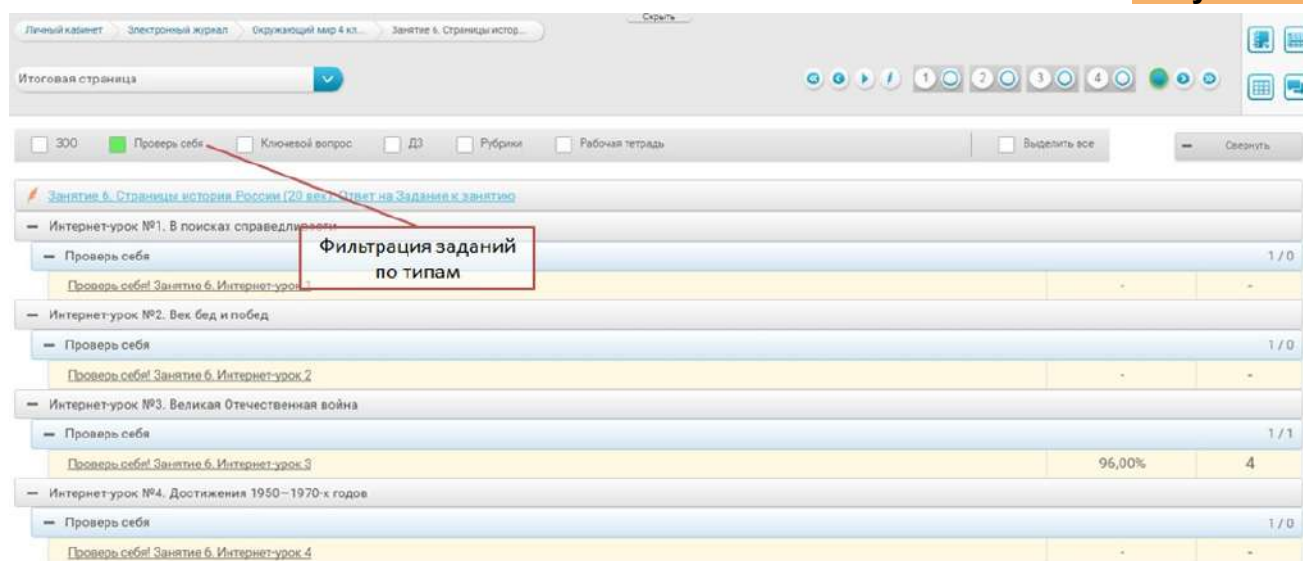 Скрыть
Личный кабинет Электронный журнал Окружающий мир 4 кл... Занятие 6. Страницы истор...
Итоговая страница
1 2 3 4
ЗОО Проверь себя Ключевой вопрос ДЗ Рубрики Рабочая тетрадь Выделить все Свернуть
Занятие 6. Страницы истории России (20 век). Ответ на Задание к занятию
Интернет-урок №1. В поисках справедливости
Фильтрация заданий
по типам
Проверь себя 1 / 0
Проверь себя! Занятие 6. Интернет-урок 1 - -
Интернет-урок №2. Век бед и побед
Проверь себя 1 / 0
Проверь себя! Занятие 6. Интернет-урок 2 - -
Интернет-урок №3. Великая Отечественная война
Проверь себя 1 / 1
Проверь себя! Занятие 6. Интернет-урок 3 96,00% 4
Интернет-урок №4. Достижения 1950—1970-х годов
Проверь себя 1 / 0
Проверь себя! Занятие 6. Интернет-урок 4 - -